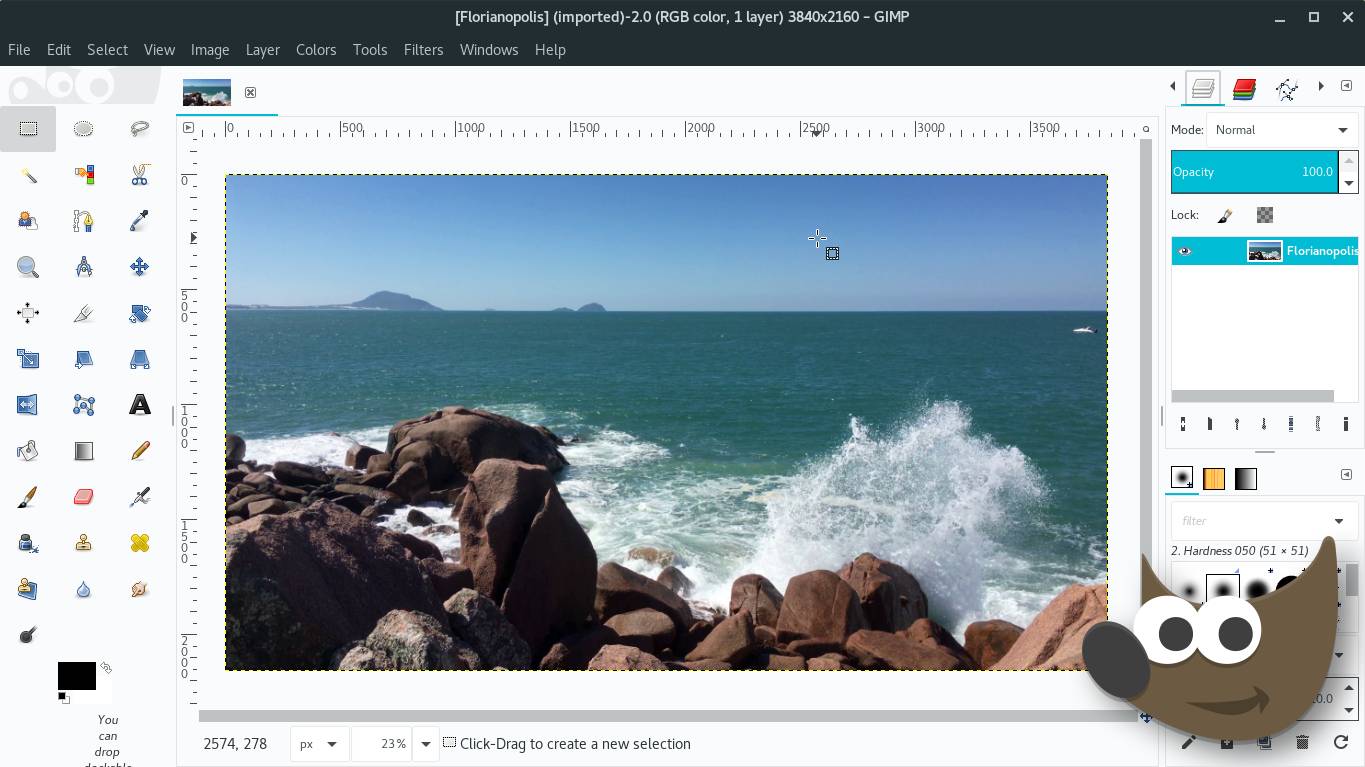 [Florianopolis] (imported)-2.0 (RGB color, 1 layer) 3840x2160 – GIMP
File Edit Select View Image Layer Colors Tools Filters Windows Help
Mode: Normal
0 500 1000 1500 2000 2500 3000 3500
Opacity 100.0
Lock:
Florianopolis
0
500
1000
1500
2000
filter
2. Hardness 050 (51 × 51)
You
can
drop
2574, 278 px 23% Click-Drag to create a new selection